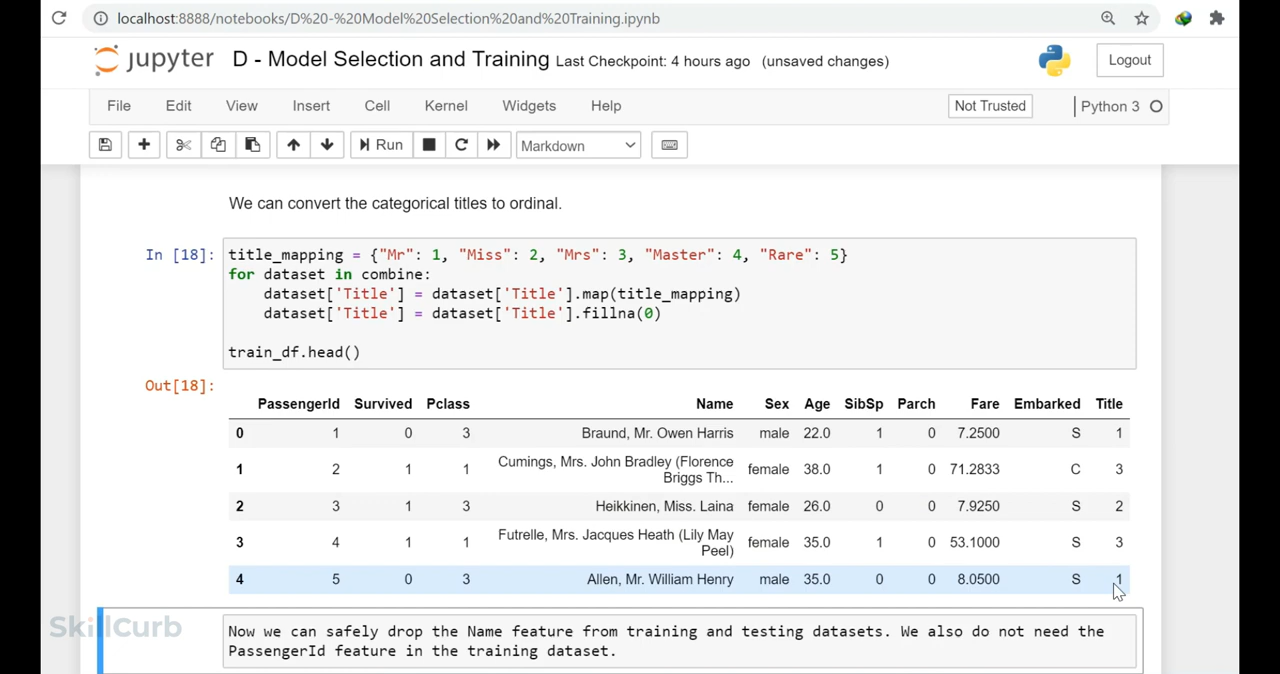 localhost:8888/notebooks/D%20-%20Model%20Selection%20and%20Training.ipynb
jupyter D - Model Selection and Training Last Checkpoint: 4 hours ago (unsaved changes) Logout
File Edit View Insert Cell Kernel Widgets Help Not Trusted Python 3
Run Markdown
We can convert the categorical titles to ordinal.
In [18]: title_mapping = {"Mr": 1, "Miss": 2, "Mrs": 3, "Master": 4, "Rare": 5}
for dataset in combine:
    dataset['Title'] = dataset['Title'].map(title_mapping)
    dataset['Title'] = dataset['Title'].fillna(0)
train_df.head()
Out[18]:
PassengerId Survived Pclass Name Sex Age SibSp Parch Fare Embarked Title
0 1 0 3 Braund, Mr. Owen Harris male 22.0 1 0 7.2500 S 1
1 2 1 1 Cumings, Mrs. John Bradley (Florence Briggs Th... female 38.0 1 0 71.2833 C 3
2 3 1 3 Heikkinen, Miss. Laina female 26.0 0 0 7.9250 S 2
3 4 1 1 Futrelle, Mrs. Jacques Heath (Lily May Peel) female 35.0 1 0 53.1000 S 3
4 5 0 3 Allen, Mr. William Henry male 35.0 0 0 8.0500 S 1
SkillCurb
Now we can safely drop the Name feature from training and testing datasets. We also do not need the
PassengerId feature in the training dataset.